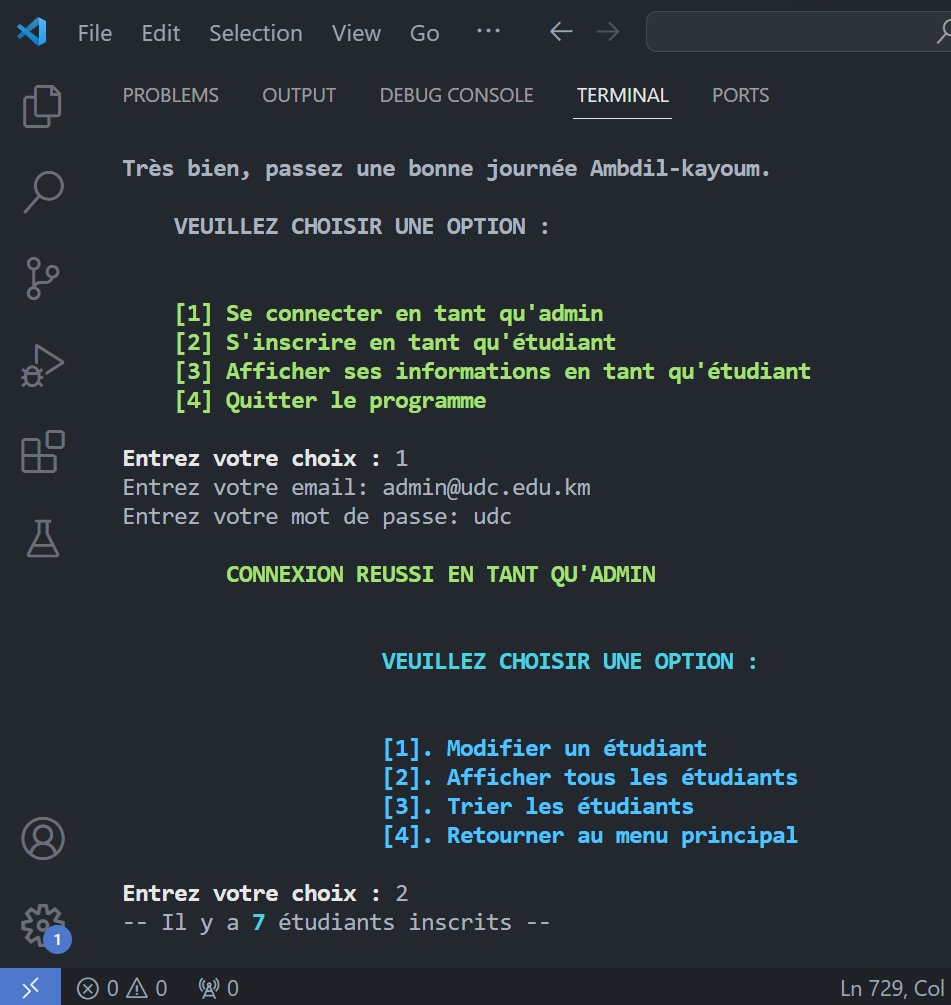 File Edit Selection View Go ···
PROBLEMS OUTPUT DEBUG CONSOLE TERMINAL PORTS
Très bien, passez une bonne journée Ambdil-kayoum.
VEUILLEZ CHOISIR UNE OPTION :
[1] Se connecter en tant qu'admin
[2] S'inscrire en tant qu'étudiant
[3] Afficher ses informations en tant qu'étudiant
[4] Quitter le programme
Entrez votre choix : 1
Entrez votre email: admin@udc.edu.km
Entrez votre mot de passe: udc
CONNEXION REUSSI EN TANT QU'ADMIN
VEUILLEZ CHOISIR UNE OPTION :
[1]. Modifier un étudiant
[2]. Afficher tous les étudiants
[3]. Trier les étudiants
[4]. Retourner au menu principal
Entrez votre choix : 2
-- Il y a 7 étudiants inscrits --
1
0 0 0 Ln 729, Col